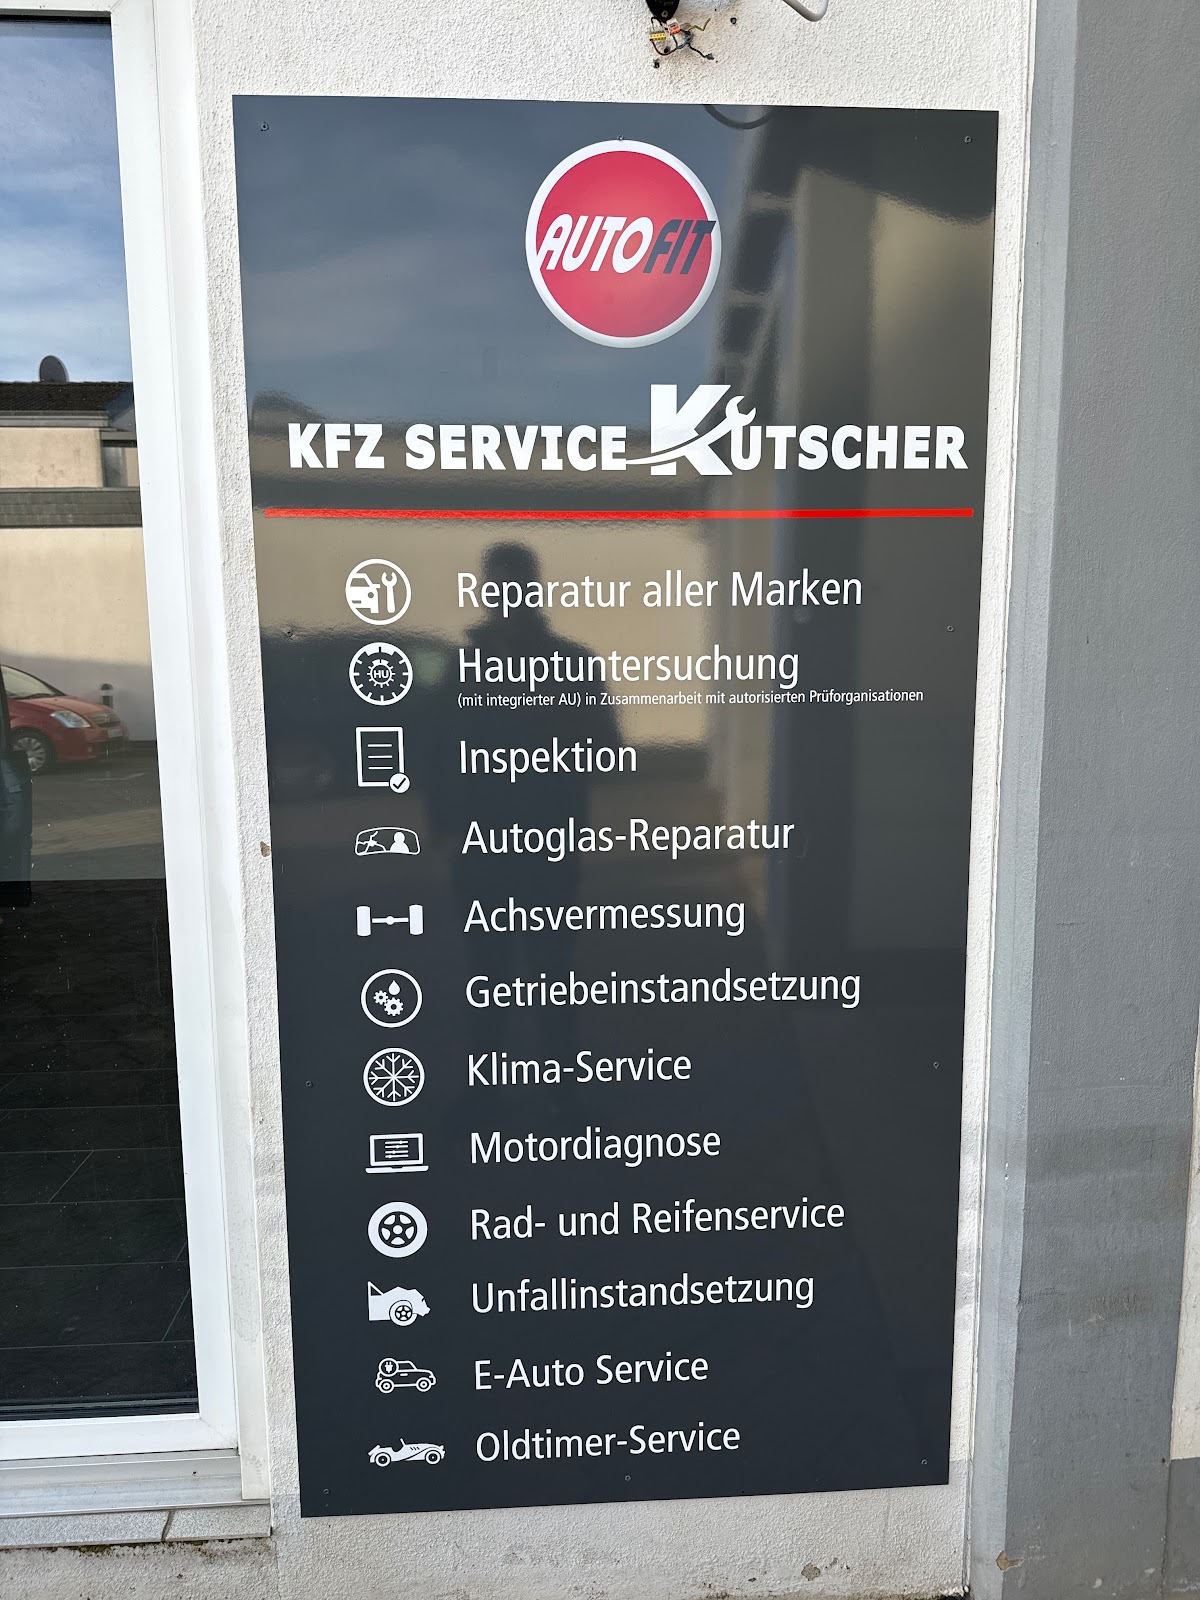 AUTOFIT
KFZ SERVICE KUTSCHER
Reparatur aller Marken
HU
Hauptuntersuchung
(mit integrierter AU) in Zusammenarbeit mit autorisierten Prüforganisationen
Inspektion
Autoglas-Reparatur
Achsvermessung
Getriebeinstandsetzung
Klima-Service
Motordiagnose
Rad- und Reifenservice
Unfallinstandsetzung
E-Auto Service
Oldtimer-Service